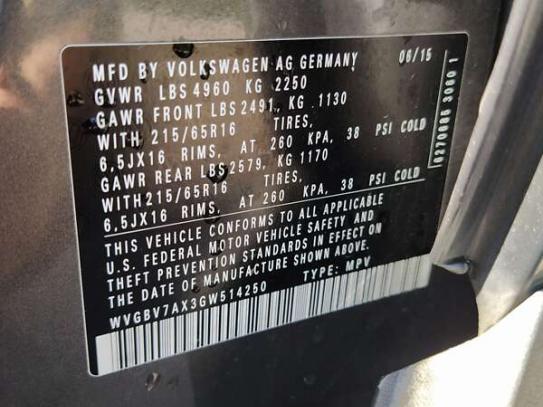 MFD BY VOLKSWAGEN AG GERMANY 06/15
GVWR LBS 4960 KG 2250
GAWR FRONT LBS 2491, KG 1130
WITH 215/65R16 TIRES,
6,5JX16 RIMS, AT 260 KPA, 38 PSI COLD
GAWR REAR LBS 2579, KG 1170
WITH 215/65R16 TIRES,
6,5JX16 RIMS, AT 260 KPA, 38 PSI COLD
THIS VEHICLE CONFORMS TO ALL APPLICABLE
U.S. FEDERAL MOTOR VEHICLE SAFETY AND
THEFT PREVENTION STANDARDS IN EFFECT ON
THE DATE OF MANUFACTURE SHOWN ABOVE.
WVGBV7AX3GW514250 TYPE: MPV